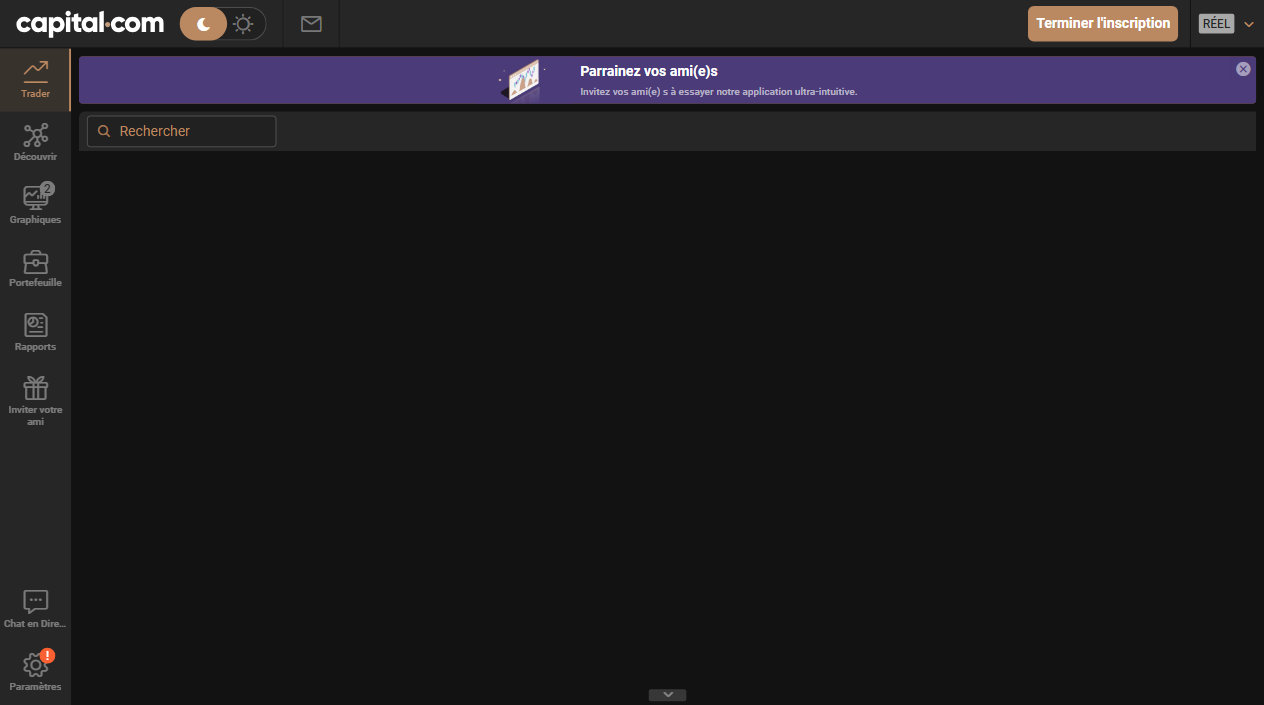 capital.com
Terminer l'inscription
RÉEL
Trader
Parrainez vos ami(e)s
Invitez vos ami(e) s à essayer notre application ultra-intuitive.
Rechercher
Découvrir
2
Graphiques
Portefeuille
Rapports
Inviter votre
ami
Chat en Dire...
!
Paramètres